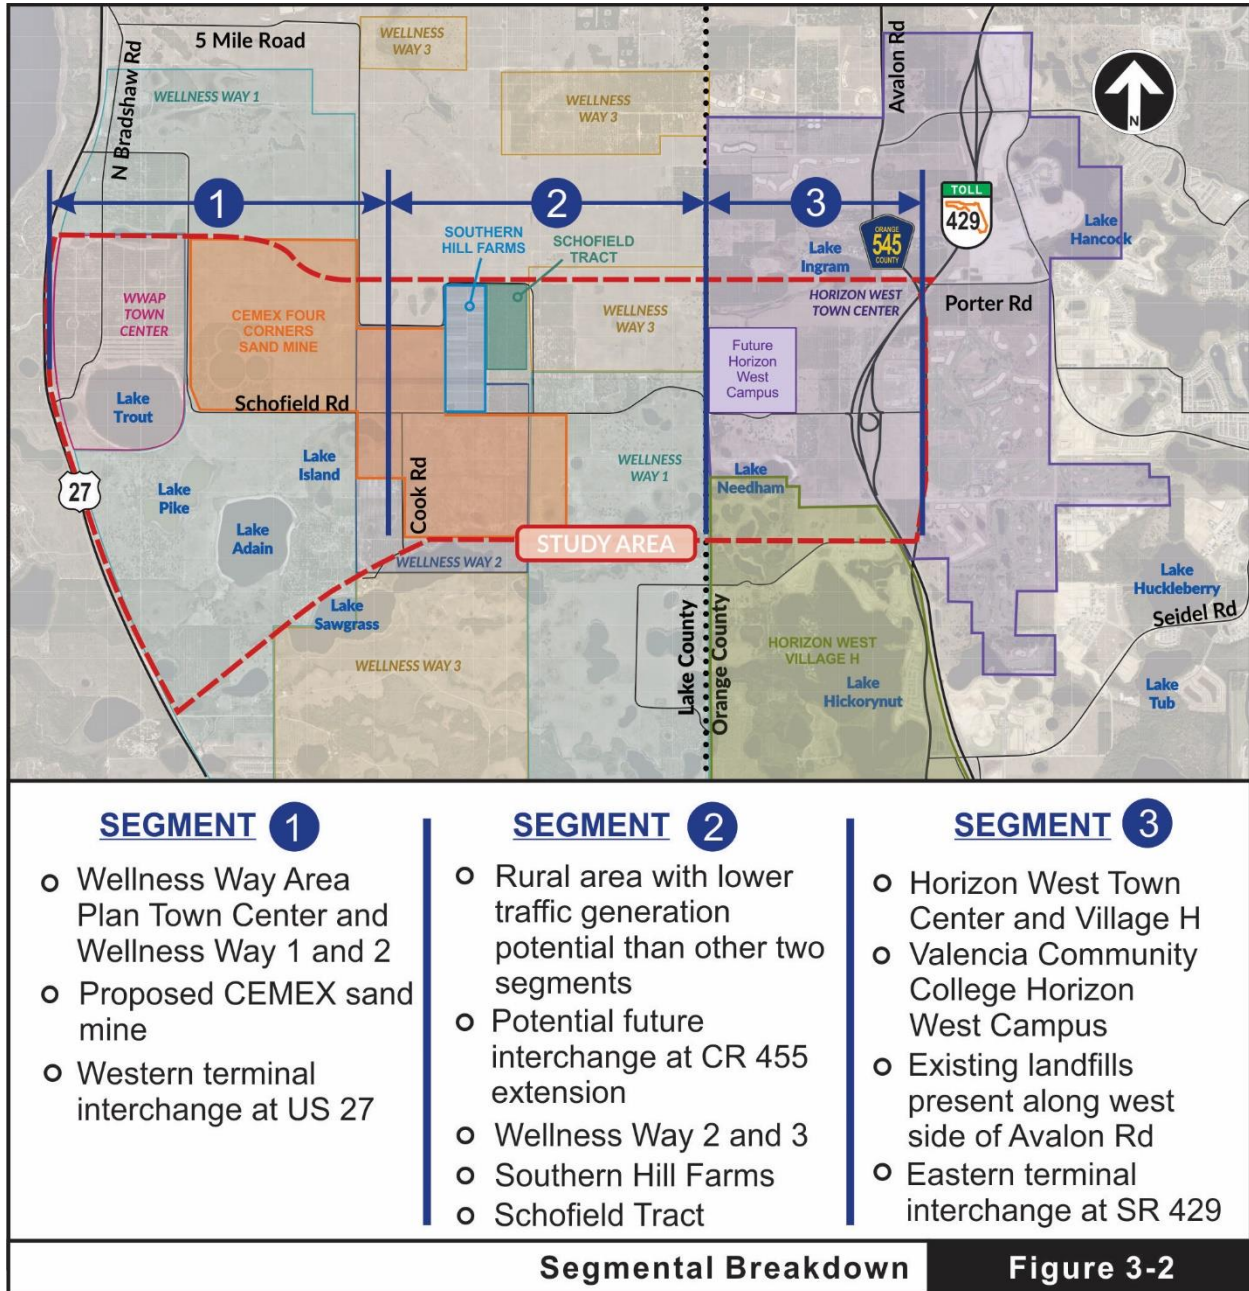 5 Mile Road
N Bradshaw Rd
WELLNESS
WAY 3
WELLNESS WAY 1
WELLNESS
WAY 3
Avalon Rd
N
1
2
3
SOUTHERN
HILL FARMS
SCHOFIELD
TRACT
Lake
Ingram
ORANGE
545
COUNTY
TOLL
429
Lake
Hancock
WWAP
TOWN
CENTER
CEMEX FOUR
CORNERS
SAND MINE
WELLNESS
WAY 3
HORIZON WEST
TOWN CENTER
Porter Rd
Future
Horizon
West
Campus
Lake
Trout
Schofield Rd
27
Lake
Pike
Lake
Island
Lake
Adain
Cook Rd
WELLNESS
WAY 1
Lake
Needham
STUDY AREA
WELLNESS WAY 2
Lake
Sawgrass
WELLNESS WAY 3
Lake County
Orange County
HORIZON WEST
VILLAGE H
Lake
Hickorynut
Lake
Huckleberry
Seidel Rd
Lake
Tub
SEGMENT 1
Wellness Way Area
Plan Town Center and
Wellness Way 1 and 2
Proposed CEMEX sand
mine
Western terminal
interchange at US 27
SEGMENT 2
Rural area with lower
traffic generation
potential than other two
segments
Potential future
interchange at CR 455
extension
Wellness Way 2 and 3
Southern Hill Farms
Schofield Tract
SEGMENT 3
Horizon West Town
Center and Village H
Valencia Community
College Horizon
West Campus
Existing landfills
present along west
side of Avalon Rd
Eastern terminal
interchange at SR 429
Segmental Breakdown
Figure 3-2